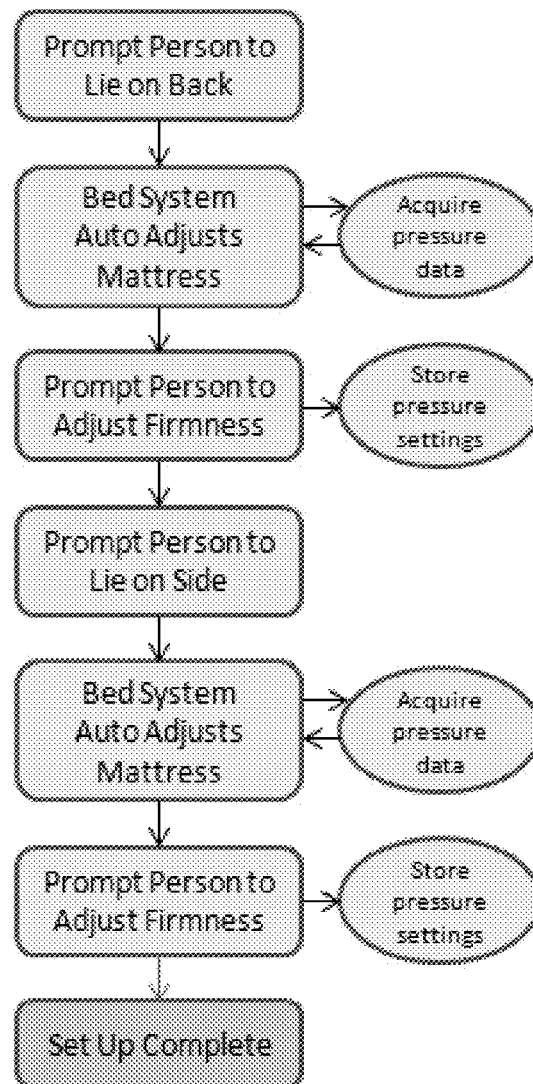 Prompt Person to
Lie on Back
Bed System
Auto Adjusts
Mattress
Acquire
pressure
data
Prompt Person to
Adjust Firmness
Store
pressure
settings
Prompt Person to
Lie on Side
Bed System
Auto Adjusts
Mattress
Acquire
pressure
data
Prompt Person to
Adjust Firmness
Store
pressure
settings
Set Up Complete